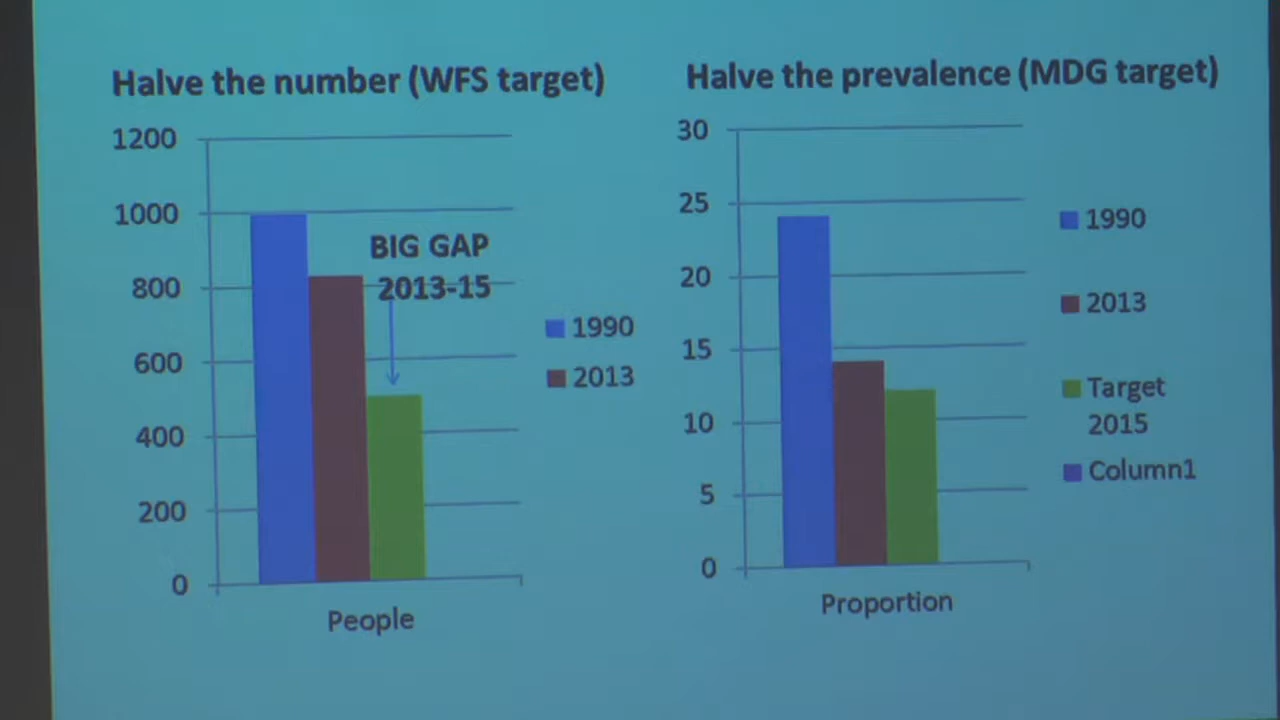 Halve the number (WFS target)
1200
1000
800
600
400
200
0
BIG GAP
2013-15
People
1990
2013
Halve the prevalence (MDG target)
30
25
20
15
10
5
0
Proportion
1990
2013
Target
2015
Column1